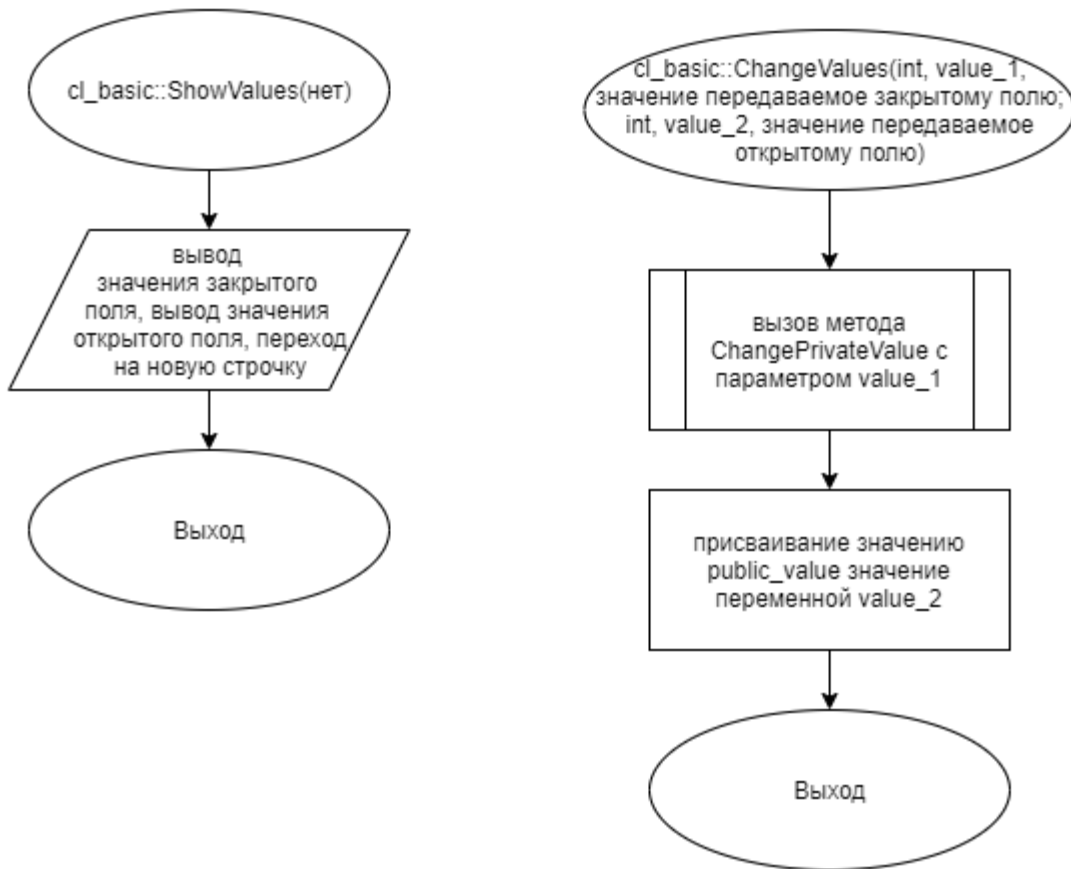 cl_basic::ShowValues(нет)
вывод
значения закрытого
поля, вывод значения
открытого поля, переход
на новую строчку
Выход
cl_basic::ChangeValues(int, value_1,
значение передаваемое закрытому полю;
int, value_2, значение передаваемое
открытому полю)
вызов метода
ChangePrivateValue с
параметром value_1
присваивание значению
public_value значение
переменной value_2
Выход